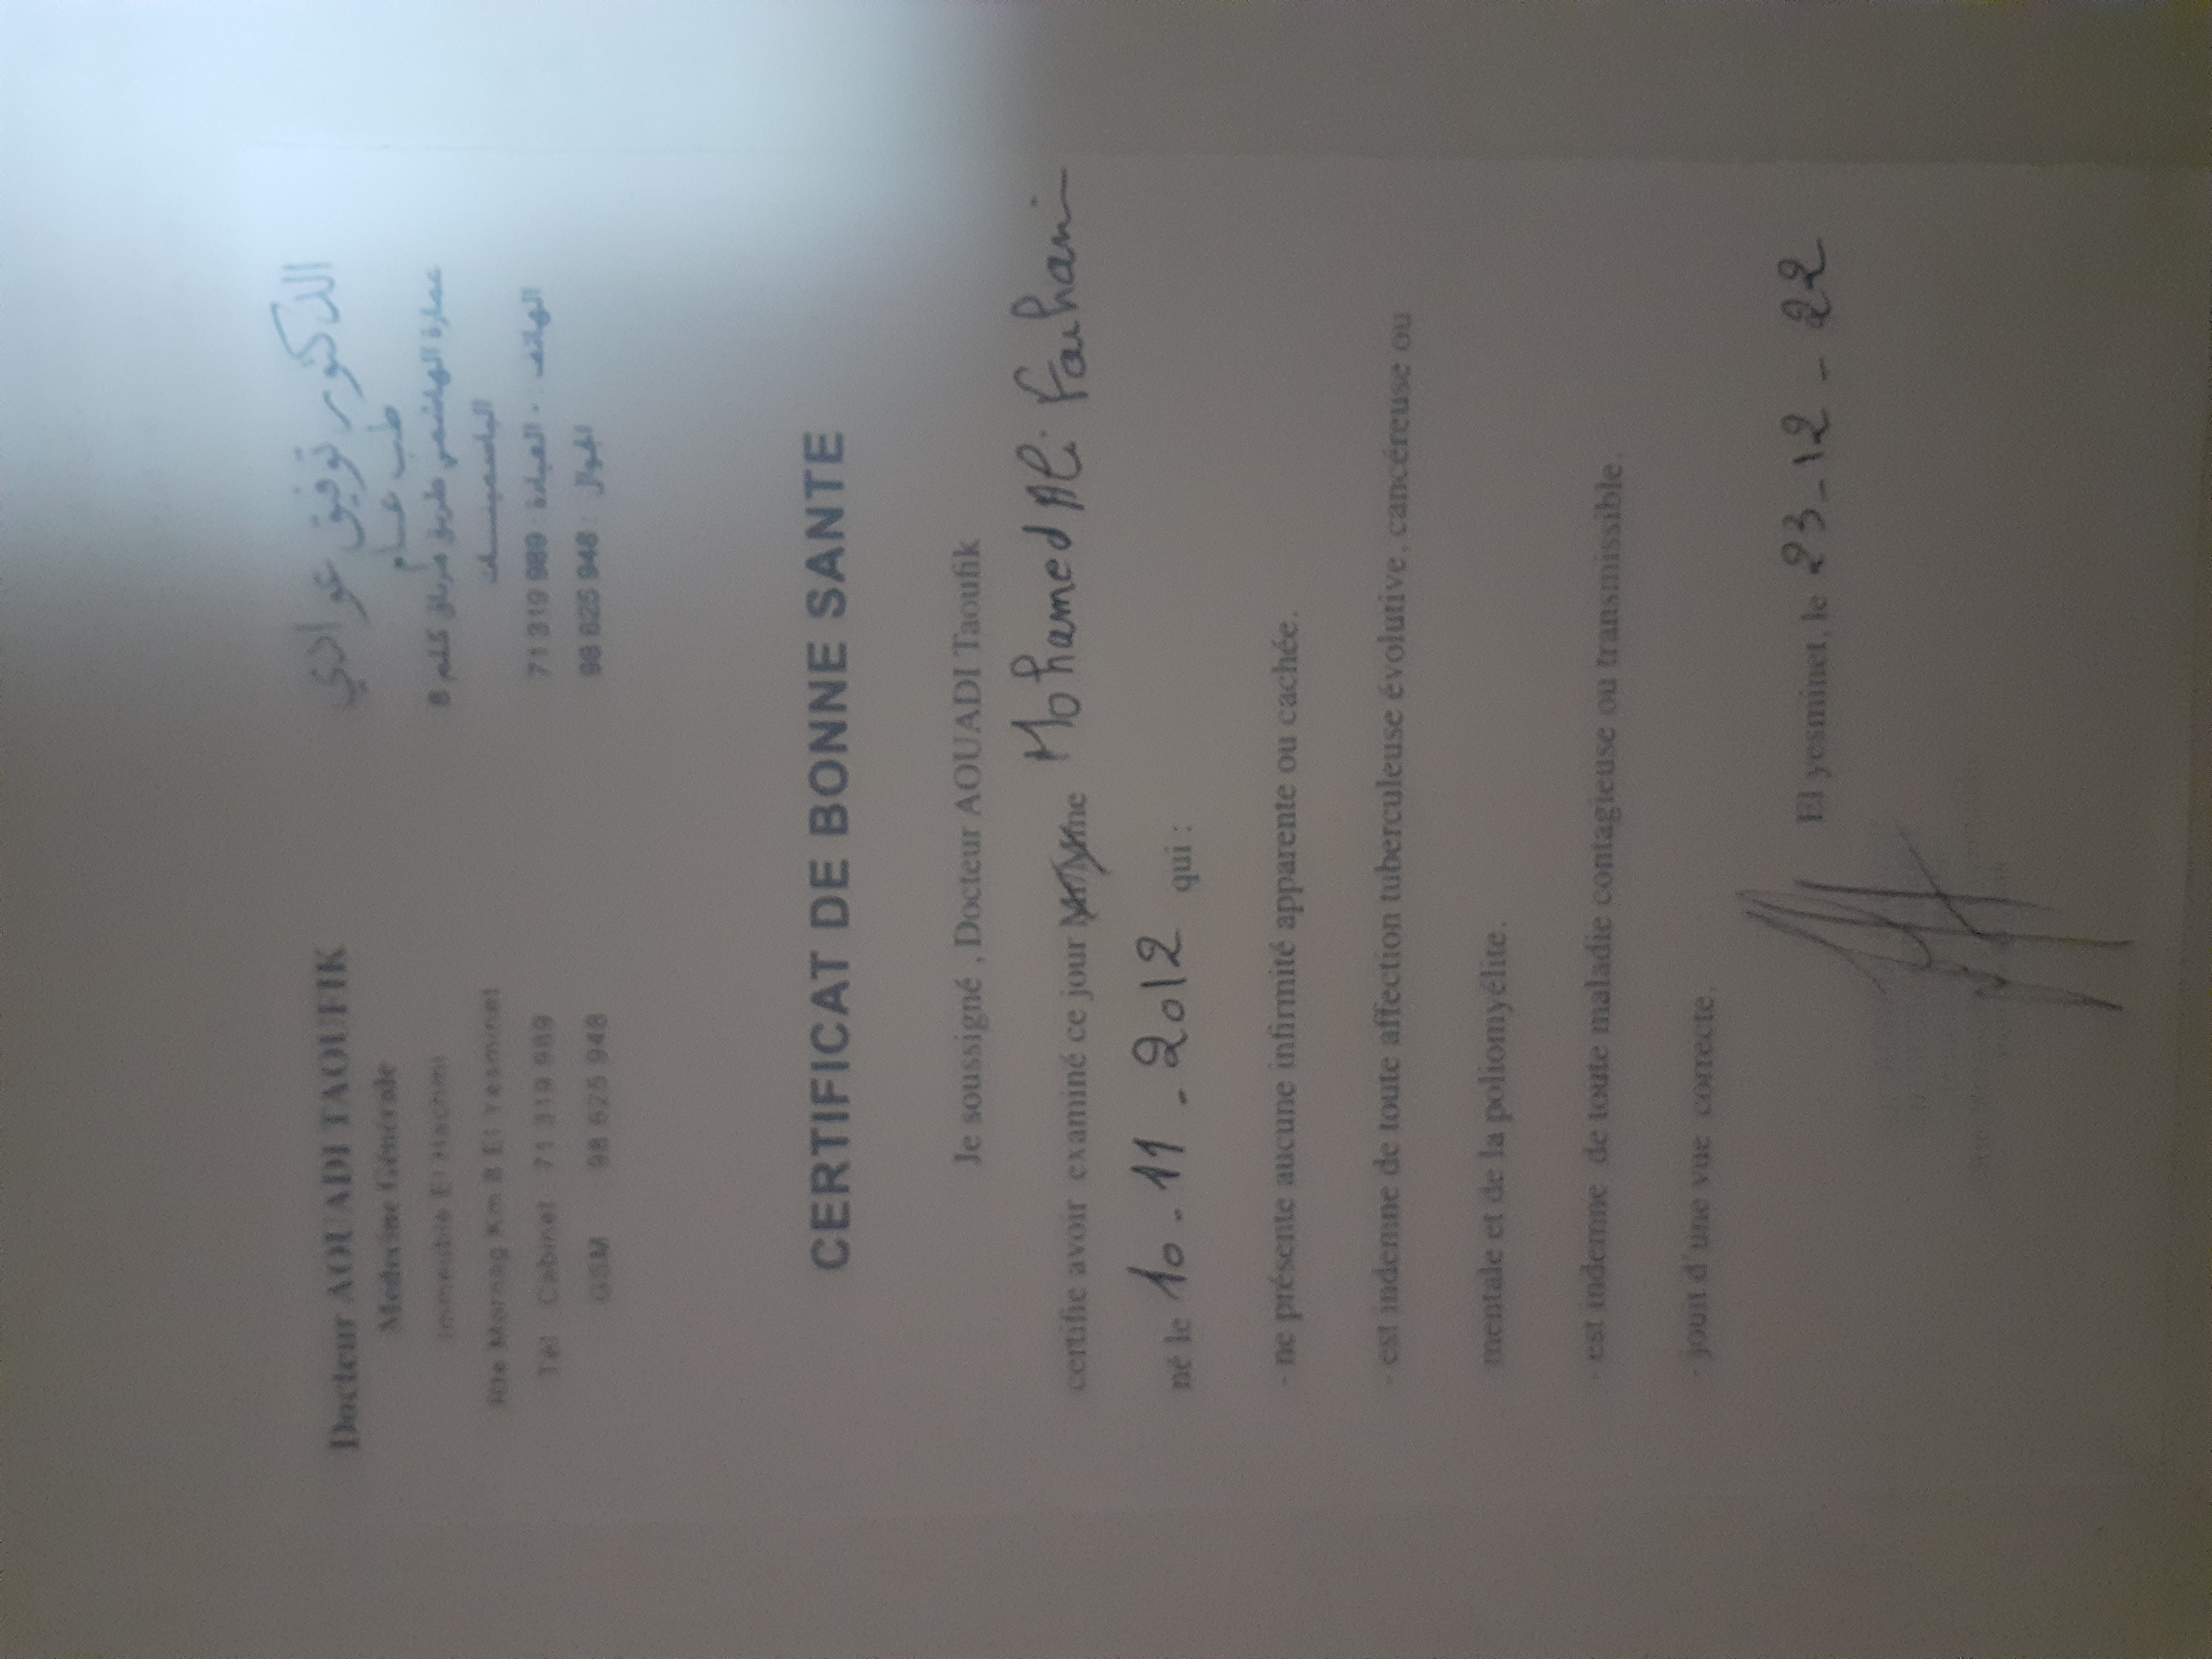 Docteur AOUADI TAOUFIK
Médecine Générale
Immeuble El Hachmi
Rte Mornag Km 8 El Yesminet
Tél Cabinet : 71 319 989
GSM 98 625 948
الدكتور توفيق عوادي
طب عام
عمارة الهاشمي طريق مرناق كلم 8
الياسمينات
الهاتف : العيادة : 71 319 989
الجوال : 98 625 948
CERTIFICAT DE BONNE SANTE
Je soussigné , Docteur AOUADI Taoufik
certifie avoir examiné ce jour Mohamed Ali
né le 10 - 11 - 2012 qui :
- ne présente aucune infirmité apparente ou cachée.
- est indemne de toute affection tuberculeuse évolutive, cancéreuse ou
mentale et de la poliomyélite.
- est indemne de toute maladie contagieuse ou transmissible.
- jouit d'une vue correcte.
El yesminet, le 23 - 12 - 22